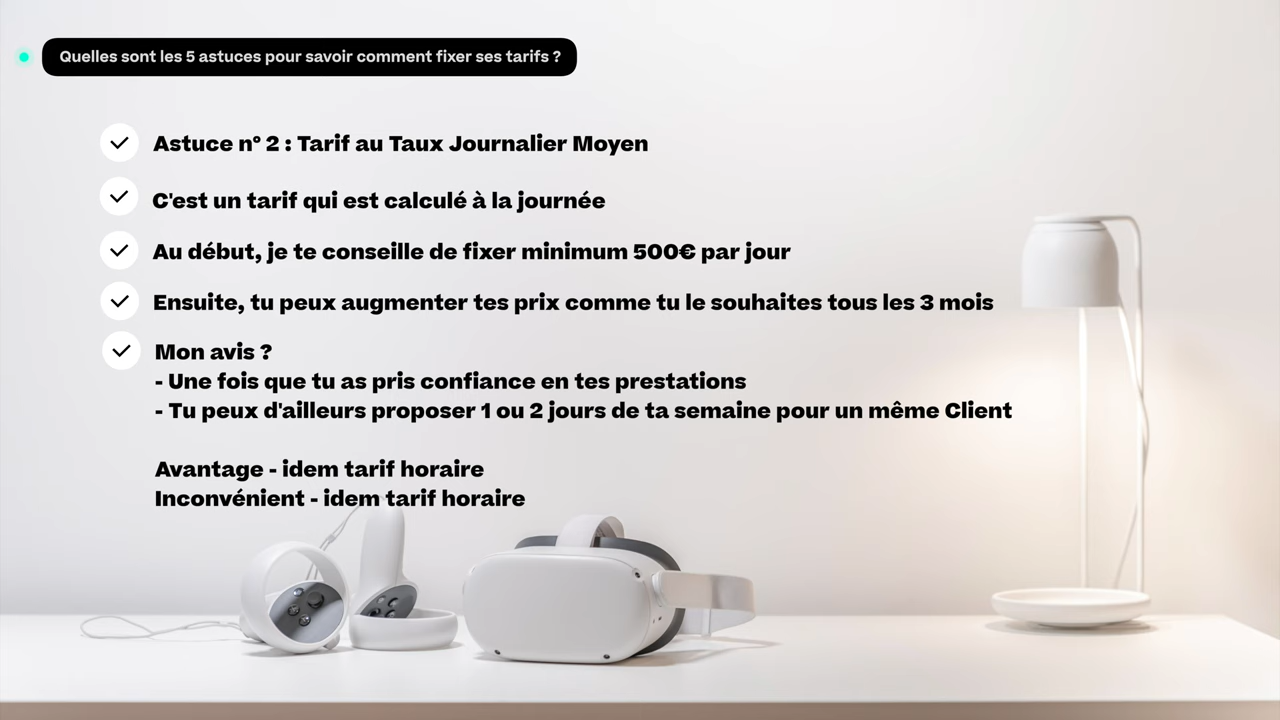 Quelles sont les 5 astuces pour savoir comment fixer ses tarifs ?
Astuce n° 2 : Tarif au Taux Journalier Moyen
C'est un tarif qui est calculé à la journée
Au début, je te conseille de fixer minimum 500€ par jour
Ensuite, tu peux augmenter tes prix comme tu le souhaites tous les 3 mois
Mon avis ?
- Une fois que tu as pris confiance en tes prestations
- Tu peux d'ailleurs proposer 1 ou 2 jours de ta semaine pour un même Client
Avantage - idem tarif horaire
Inconvénient - idem tarif horaire